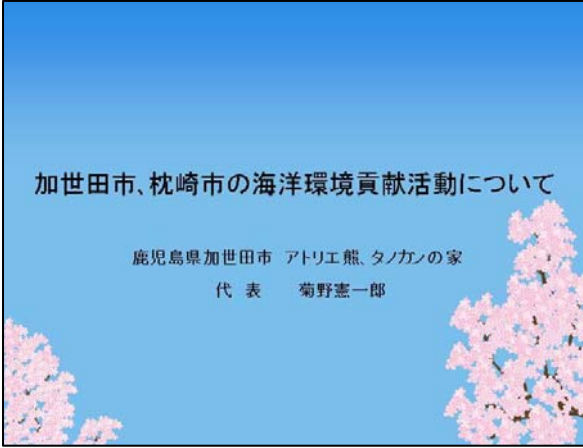 加世田市、枕崎市の海洋環境貢献活動について
鹿児島県加世田市 アトリエ熊、タノカンの家
代 表 菊野憲一郎